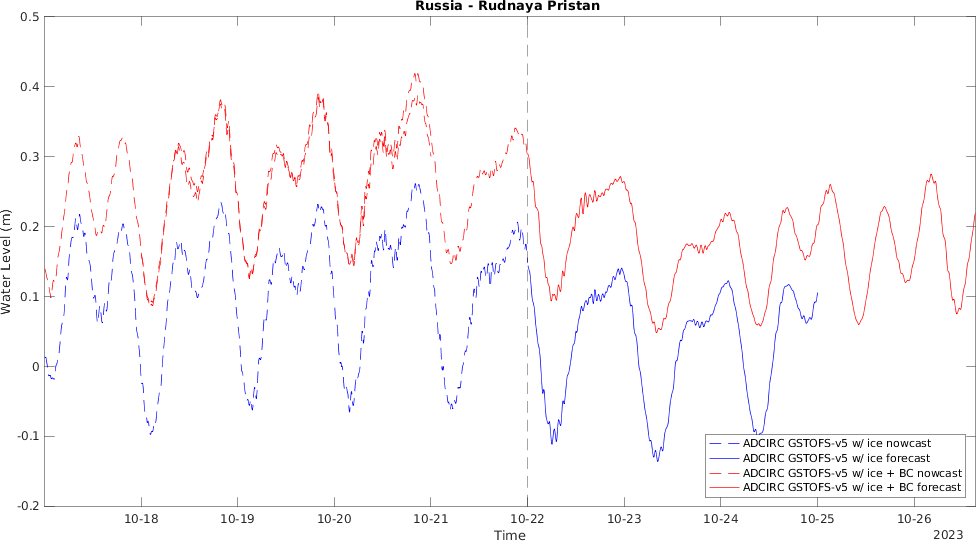 Russia - Rudnaya Pristan
0.5
0.4
0.3
0.2
0.1
0
-0.1
-0.2
Water Level (m)
10-18 10-19 10-20 10-21 10-22 10-23 10-24 10-25 10-26
Time
2023
ADCIRC GSTOFS-v5 w/ ice nowcast
ADCIRC GSTOFS-v5 w/ ice forecast
ADCIRC GSTOFS-v5 w/ ice + BC nowcast
ADCIRC GSTOFS-v5 w/ ice + BC forecast